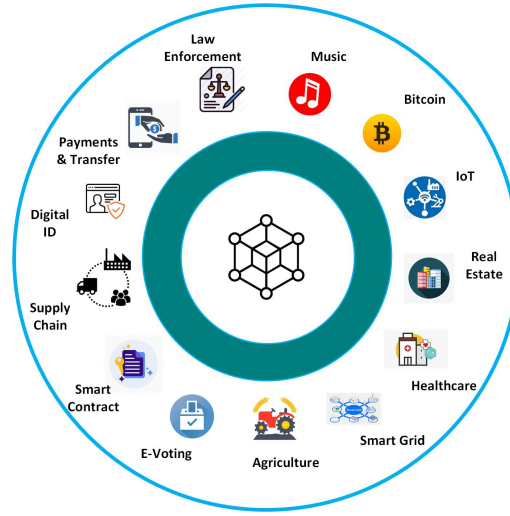 Law
Enforcement
Music
Bitcoin
Payments
& Transfer
IoT
Digital
ID
Real
Estate
Supply
Chain
Healthcare
Smart
Contract
Smart Grid
E-Voting
Agriculture